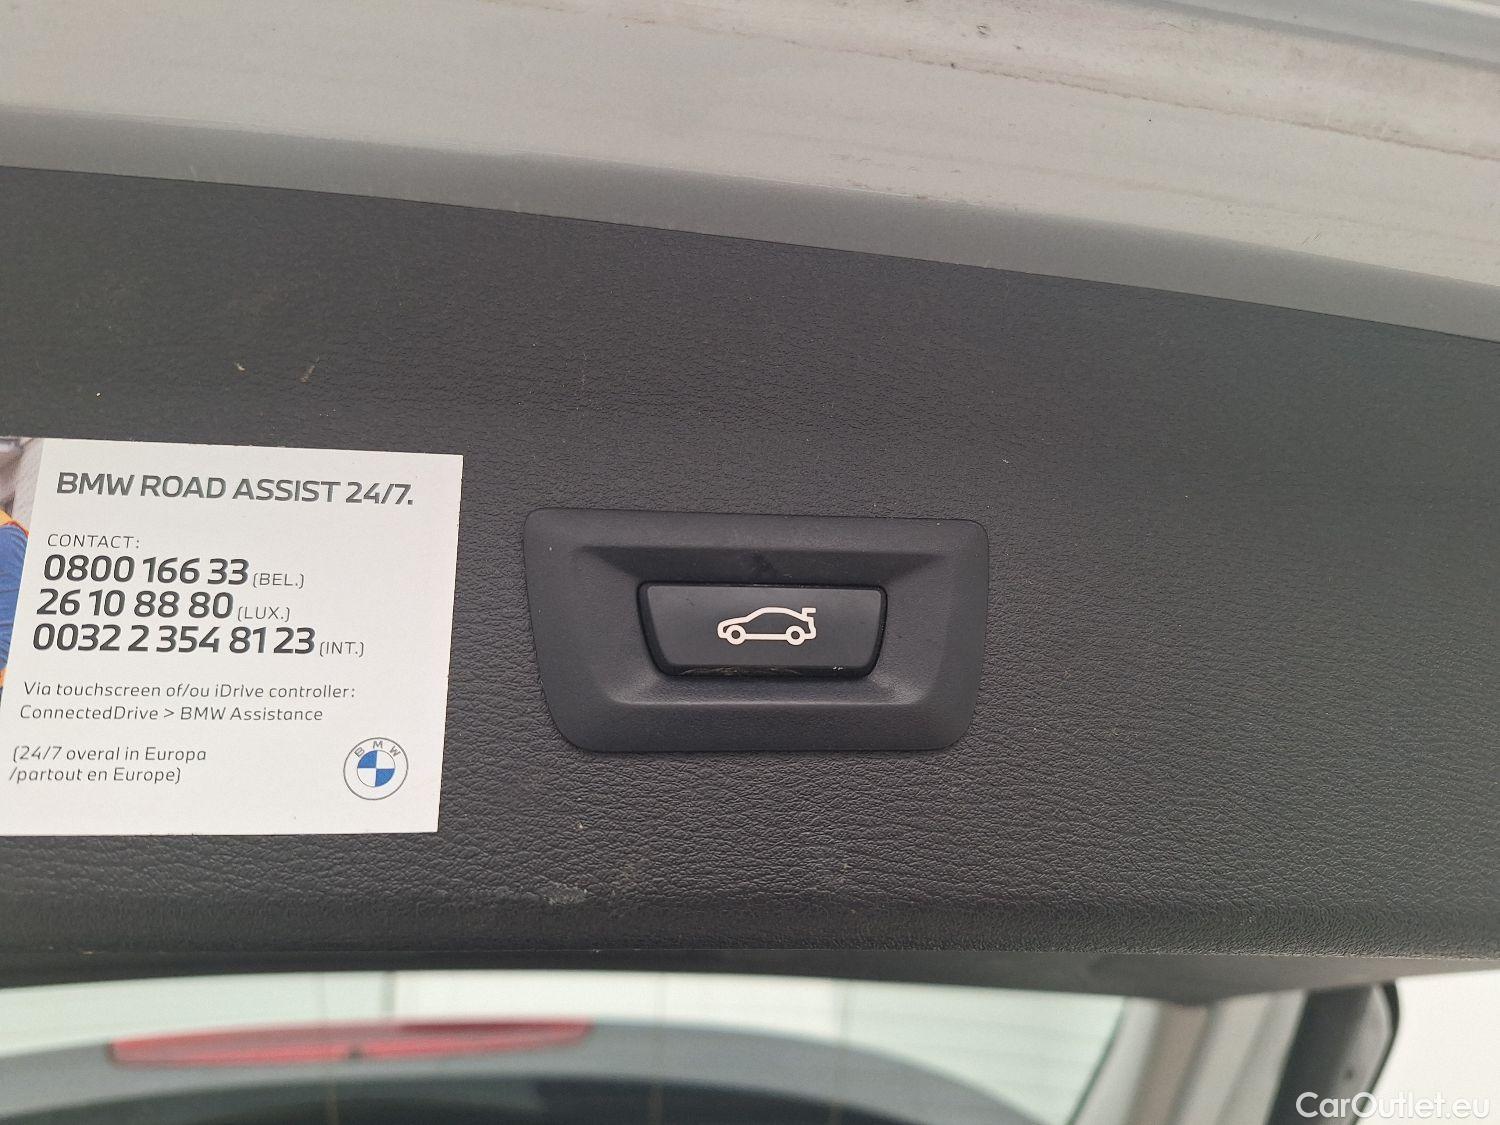 BMW ROAD ASSIST 24/7.
CONTACT:
0800 166 33 (BEL.)
26 10 88 80 (LUX.)
0032 2 354 81 23 (INT.)
Via touchscreen of/ou iDrive controller:
ConnectedDrive > BMW Assistance
(24/7 overal in Europa
/partout en Europe)
BMW
CarOutlet.eu